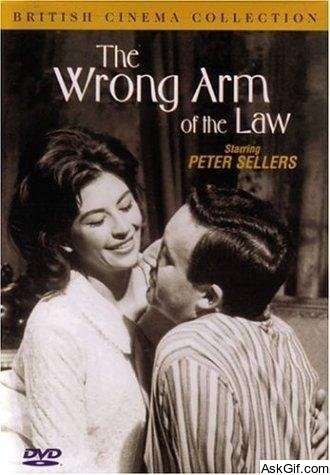 BRITISH CINEMA COLLECTION
The
Wrong Arm
of the Law
Starring
PETER SELLERS
DVD
AskGif.com